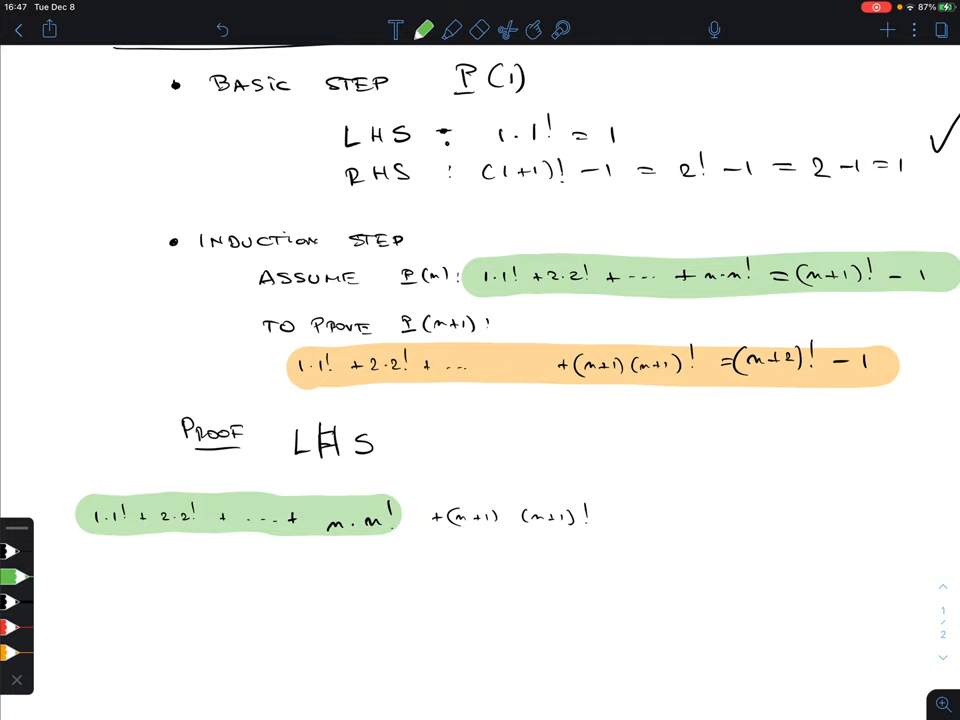 16:47 Tue Dec 8
87%
• BASIC STEP P(1)
LHS : 1·1! = 1
RHS : (1+1)! - 1 = 2! - 1 = 2 - 1 = 1 ✓
• INDUCTION STEP
ASSUME P(n): 1·1! + 2·2! + ---- + n·n! = (n+1)! - 1
TO PROVE P(n+1):
1·1! + 2·2! + ... + (n+1)(n+1)! = (n+2)! - 1
PROOF LHS
1·1! + 2·2! + ...+ n·n! + (n+1) (n+1)!
1
/
2